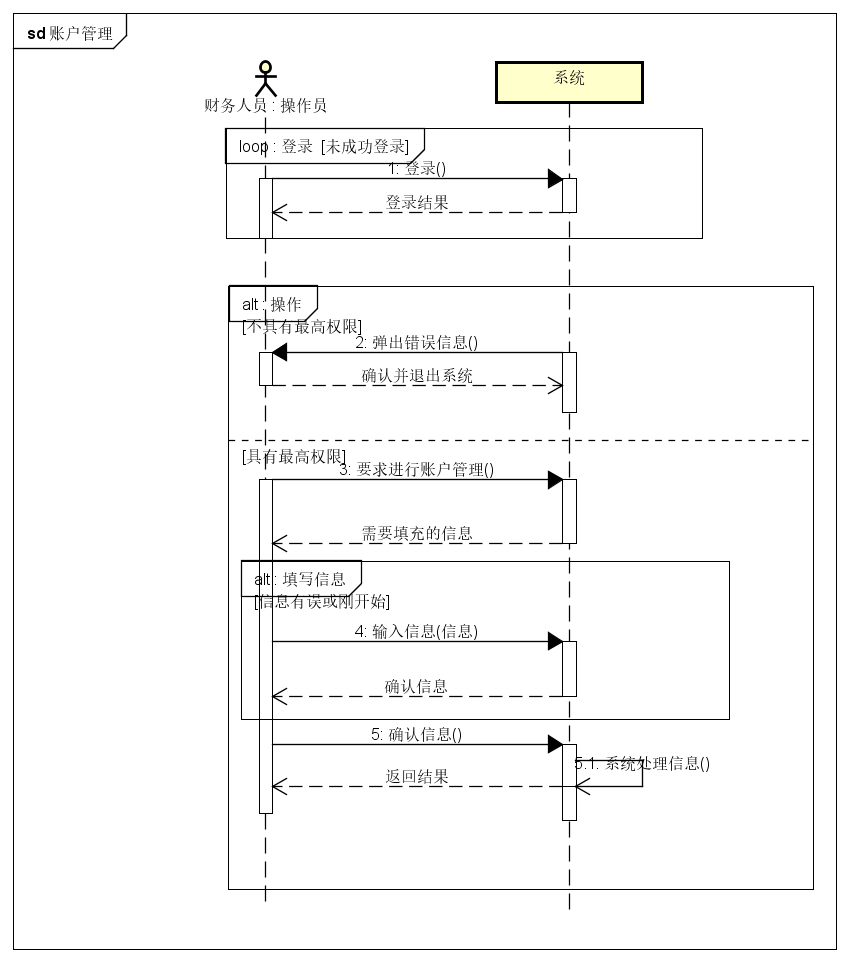 sd 账户管理
财务人员 : 操作员
系统
loop : 登录 [未成功登录]
1: 登录()
登录结果
alt : 操作
[不具有最高权限]
2: 弹出错误信息()
确认并退出系统
[具有最高权限]
3: 要求进行账户管理()
需要填充的信息
alt : 填写信息
[信息有误或刚开始]
4: 输入信息(信息)
确认信息
5: 确认信息()
5.1: 系统处理信息()
返回结果